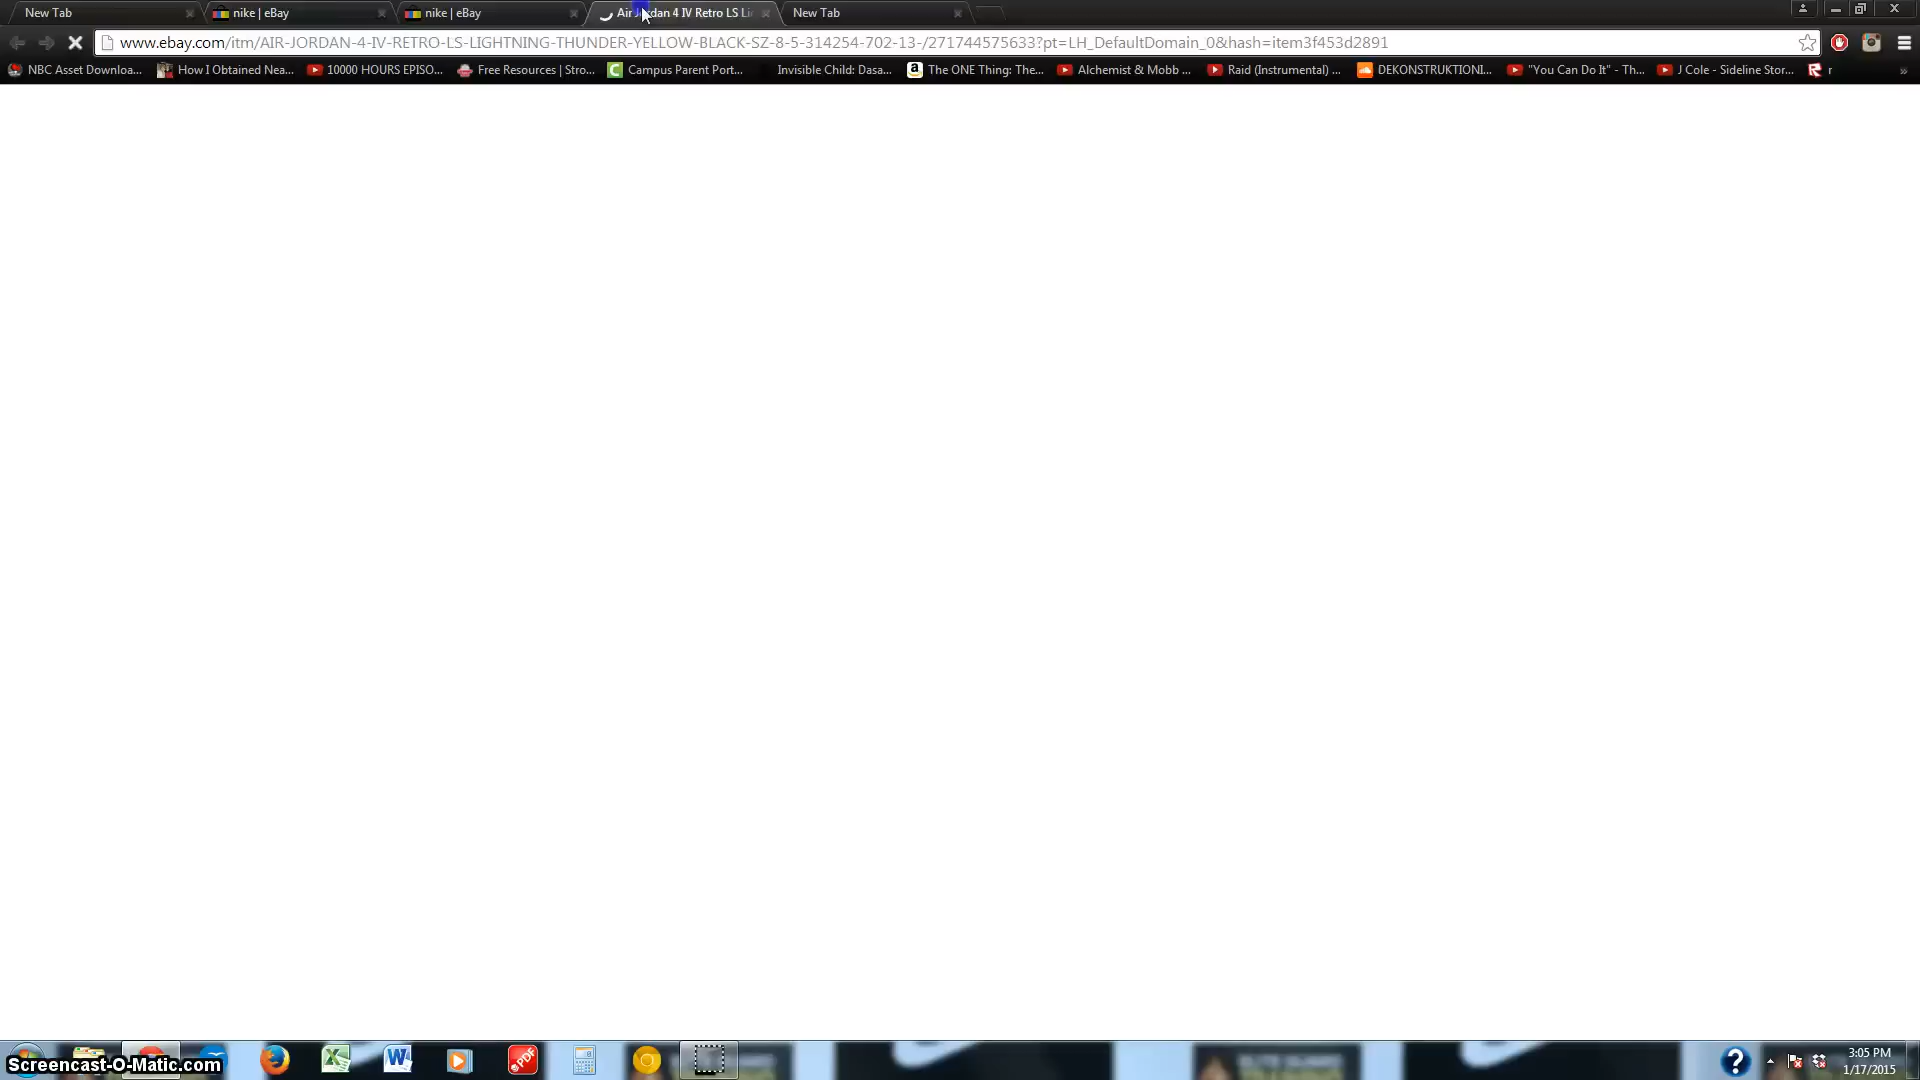 New Tab
nike | eBay
nike | eBay
Air Jordan 4 IV Retro LS Li
New Tab
www.ebay.com/itm/AIR-JORDAN-4-IV-RETRO-LS-LIGHTNING-THUNDER-YELLOW-BLACK-SZ-8-5-314254-702-13-/271744575633?pt=LH_DefaultDomain_0&hash=item3f453d2891
NBC Asset Downloa...
How I Obtained Nea...
10000 HOURS EPISO...
Free Resources | Stro...
Campus Parent Port...
Invisible Child: Dasa...
The ONE Thing: The...
Alchemist & Mobb ...
Raid (Instrumental) ...
DEKONSTRUKTIONI...
"You Can Do It" - Th...
J Cole - Sideline Stor...
r
PDF
3:05 PM
1/17/2015
Screencast-O-Matic.com